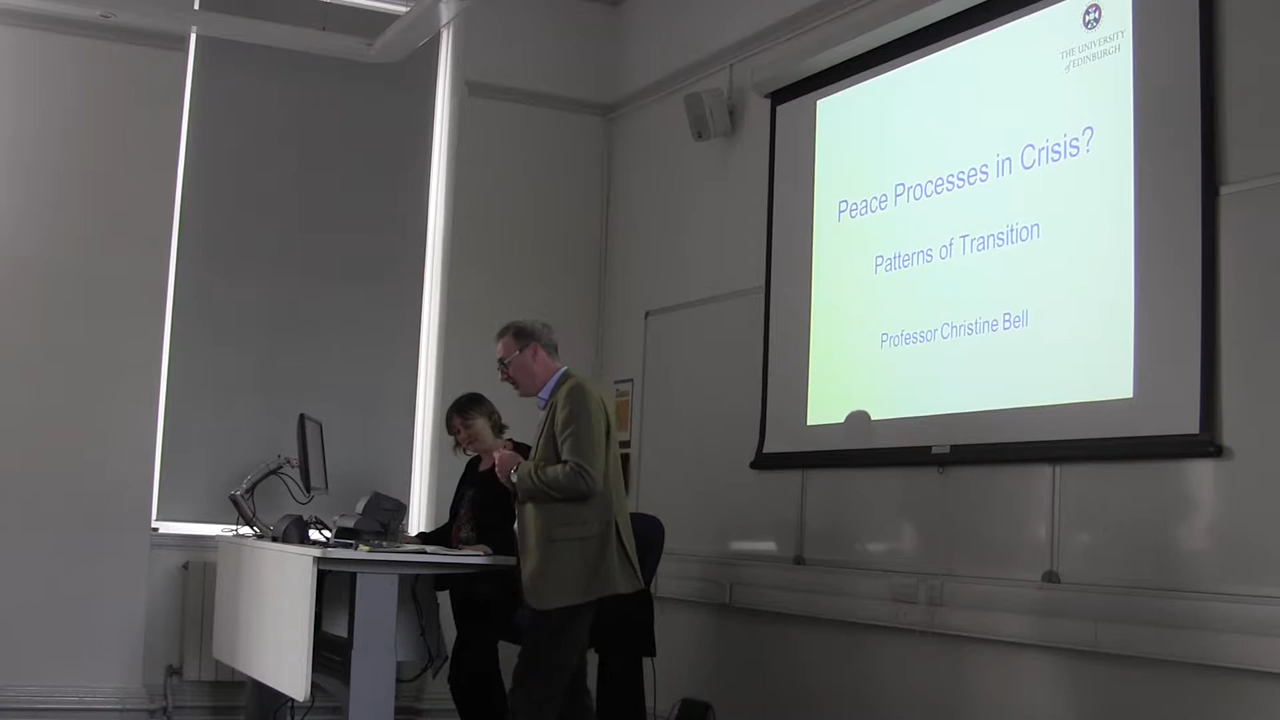 THE UNIVERSITY
of EDINBURGH
Peace Processes in Crisis?
Patterns of Transition
Professor Christine Bell